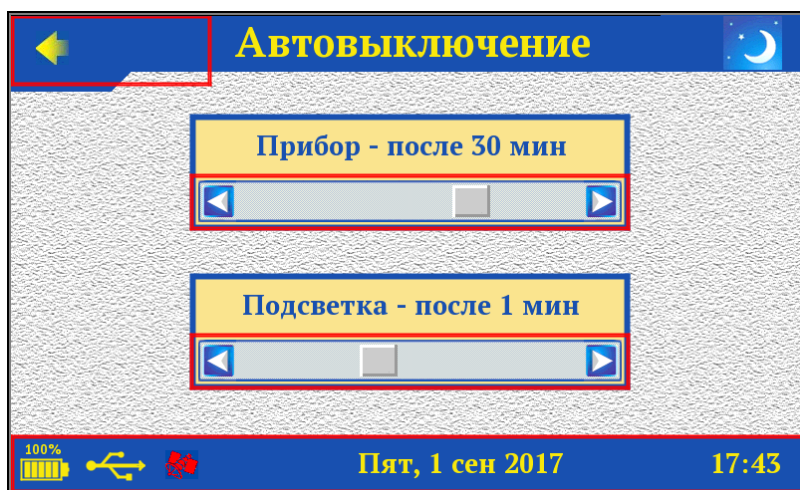 Автовыключение
Прибор - после 30 мин
Подсветка - после 1 мин
100%
Пят, 1 сен 2017
17:43